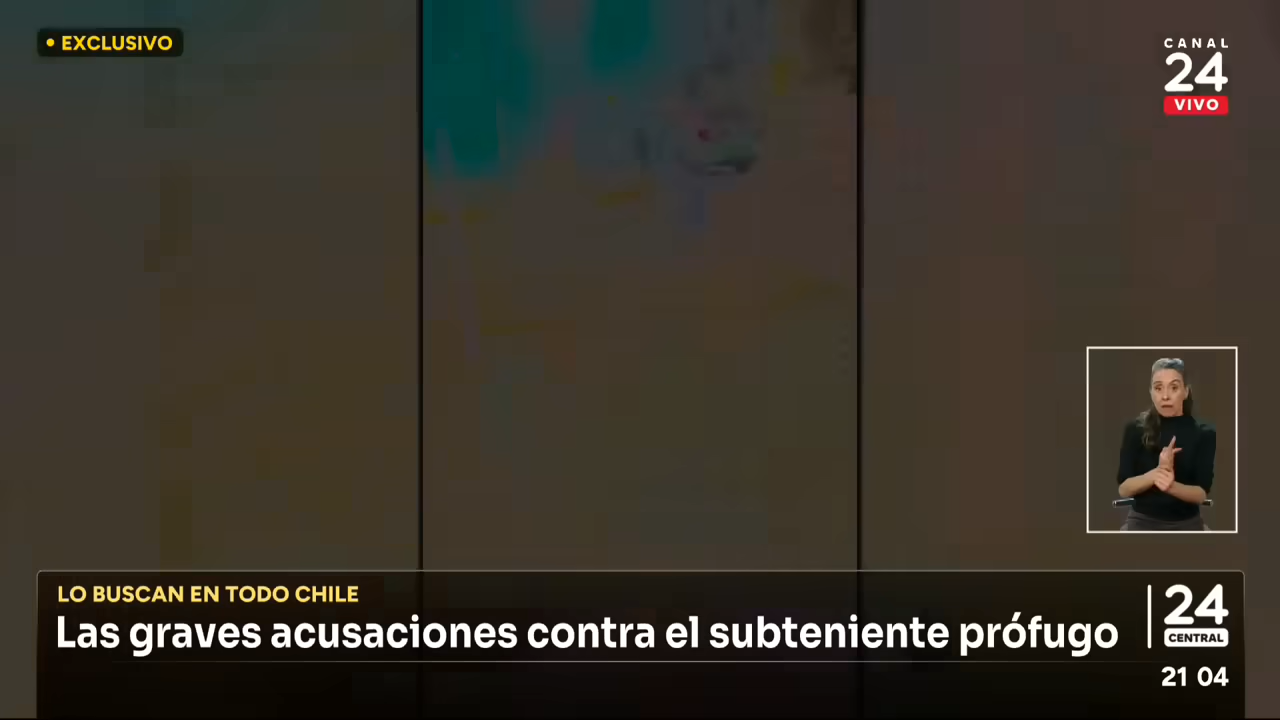 • EXCLUSIVO
CANAL
24
VIVO
LO BUSCAN EN TODO CHILE
Las graves acusaciones contra el subteniente prófugo
24
CENTRAL
21 04